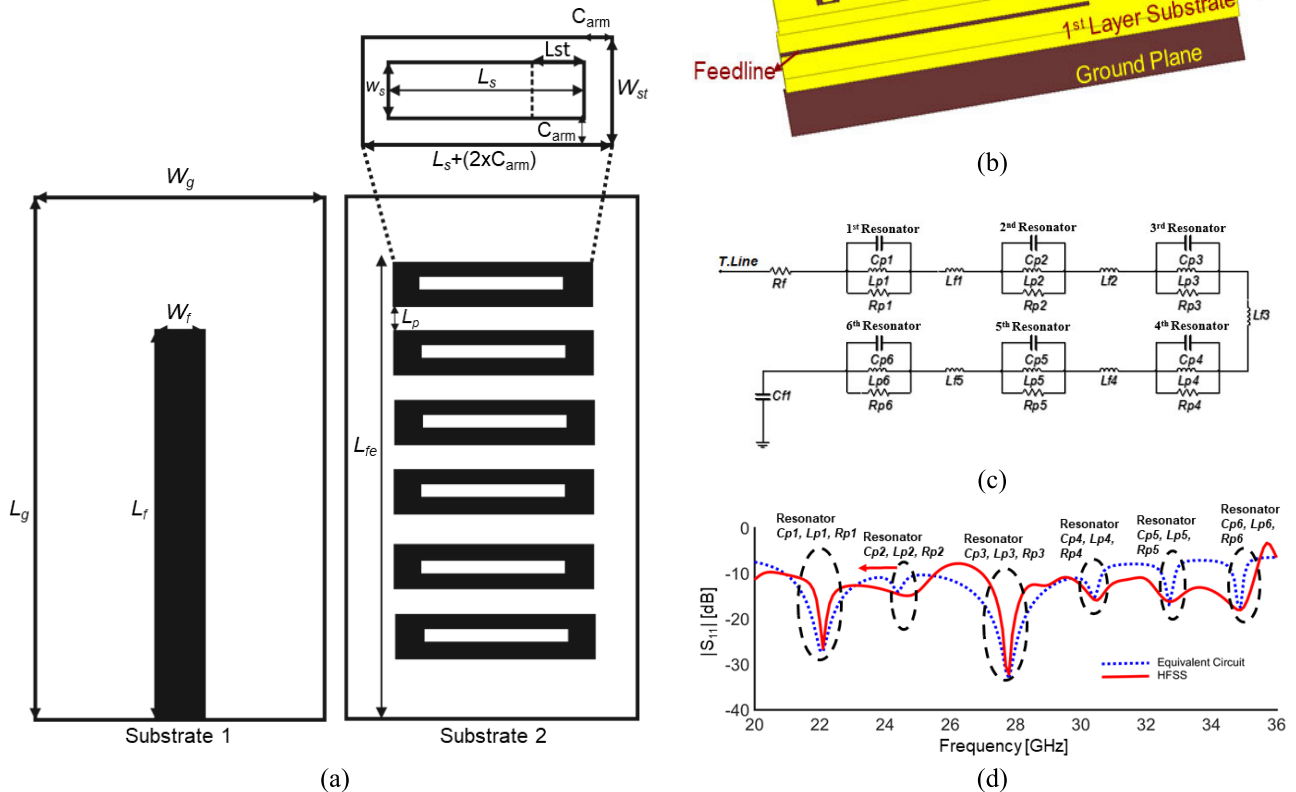 C_arm
Lst
w_s
L_s
W_st
C_arm
L_s+(2xC_arm)
W_g
W_f
L_p
L_g
L_f
L_fe
Substrate 1
Substrate 2
(a)
1st Layer Substrate
Feedline
Ground Plane
(b)
1st Resonator
2nd Resonator
3rd Resonator
T.Line
Rf
Cp1
Lp1
Rp1
Lf1
Cp2
Lp2
Rp2
Lf2
Cp3
Lp3
Rp3
Lf3
6th Resonator
5th Resonator
4th Resonator
Cf1
Cp6
Lp6
Rp6
Lf5
Cp5
Lp5
Rp5
Lf4
Cp4
Lp4
Rp4
(c)
Resonator
Cp1, Lp1, Rp1
Resonator
Cp2, Lp2, Rp2
Resonator
Cp3, Lp3, Rp3
Resonator
Cp4, Lp4,
Rp4
Resonator
Cp5, Lp5,
Rp5
Resonator
Cp6, Lp6,
Rp6
0
-10
-20
-30
-40
|S11| [dB]
Equivalent Circuit
HFSS
20 22 24 26 28 30 32 34 36
Frequency [GHz]
(d)